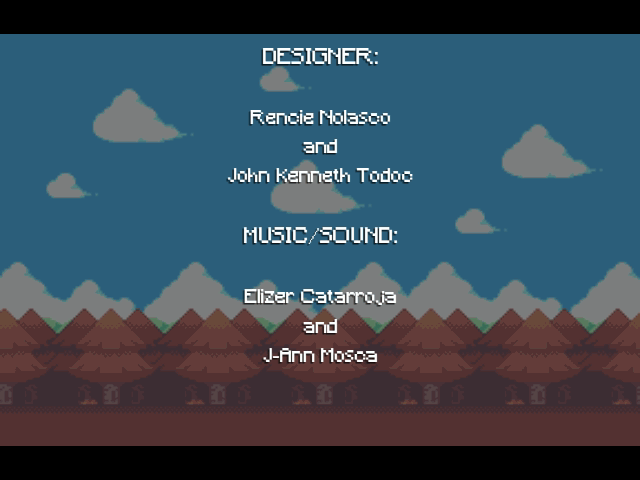 DESIGNER:
Rencie Nolasco
and
John Kenneth Todoc
MUSIC/SOUND:
Elizer Catarroja
and
J-Ann Mosca